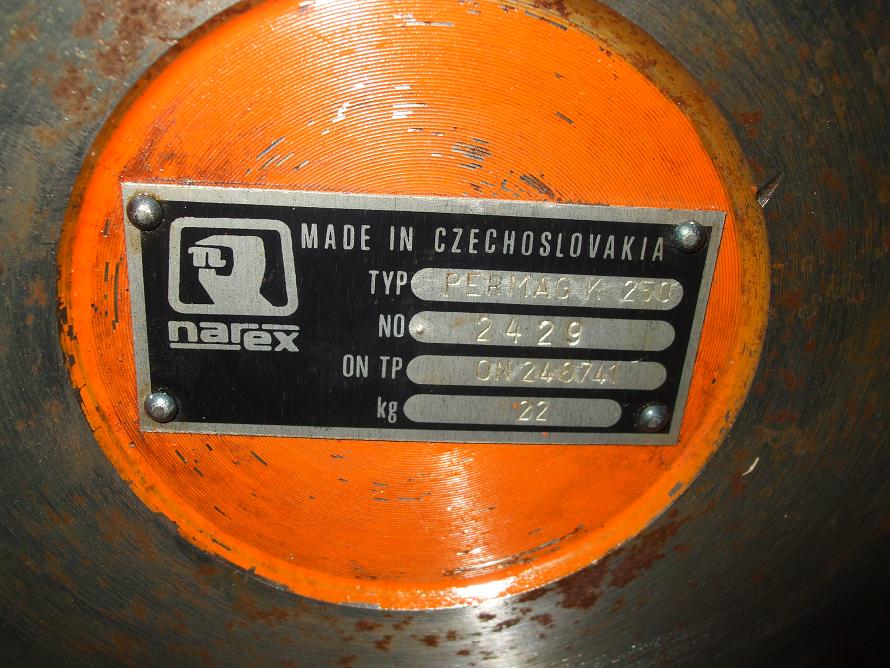 MADE IN CZECHOSLOVAKIA
n
narex
TYP PERMAG K 250
NO 2429
ON TP ON 246741
kg 22